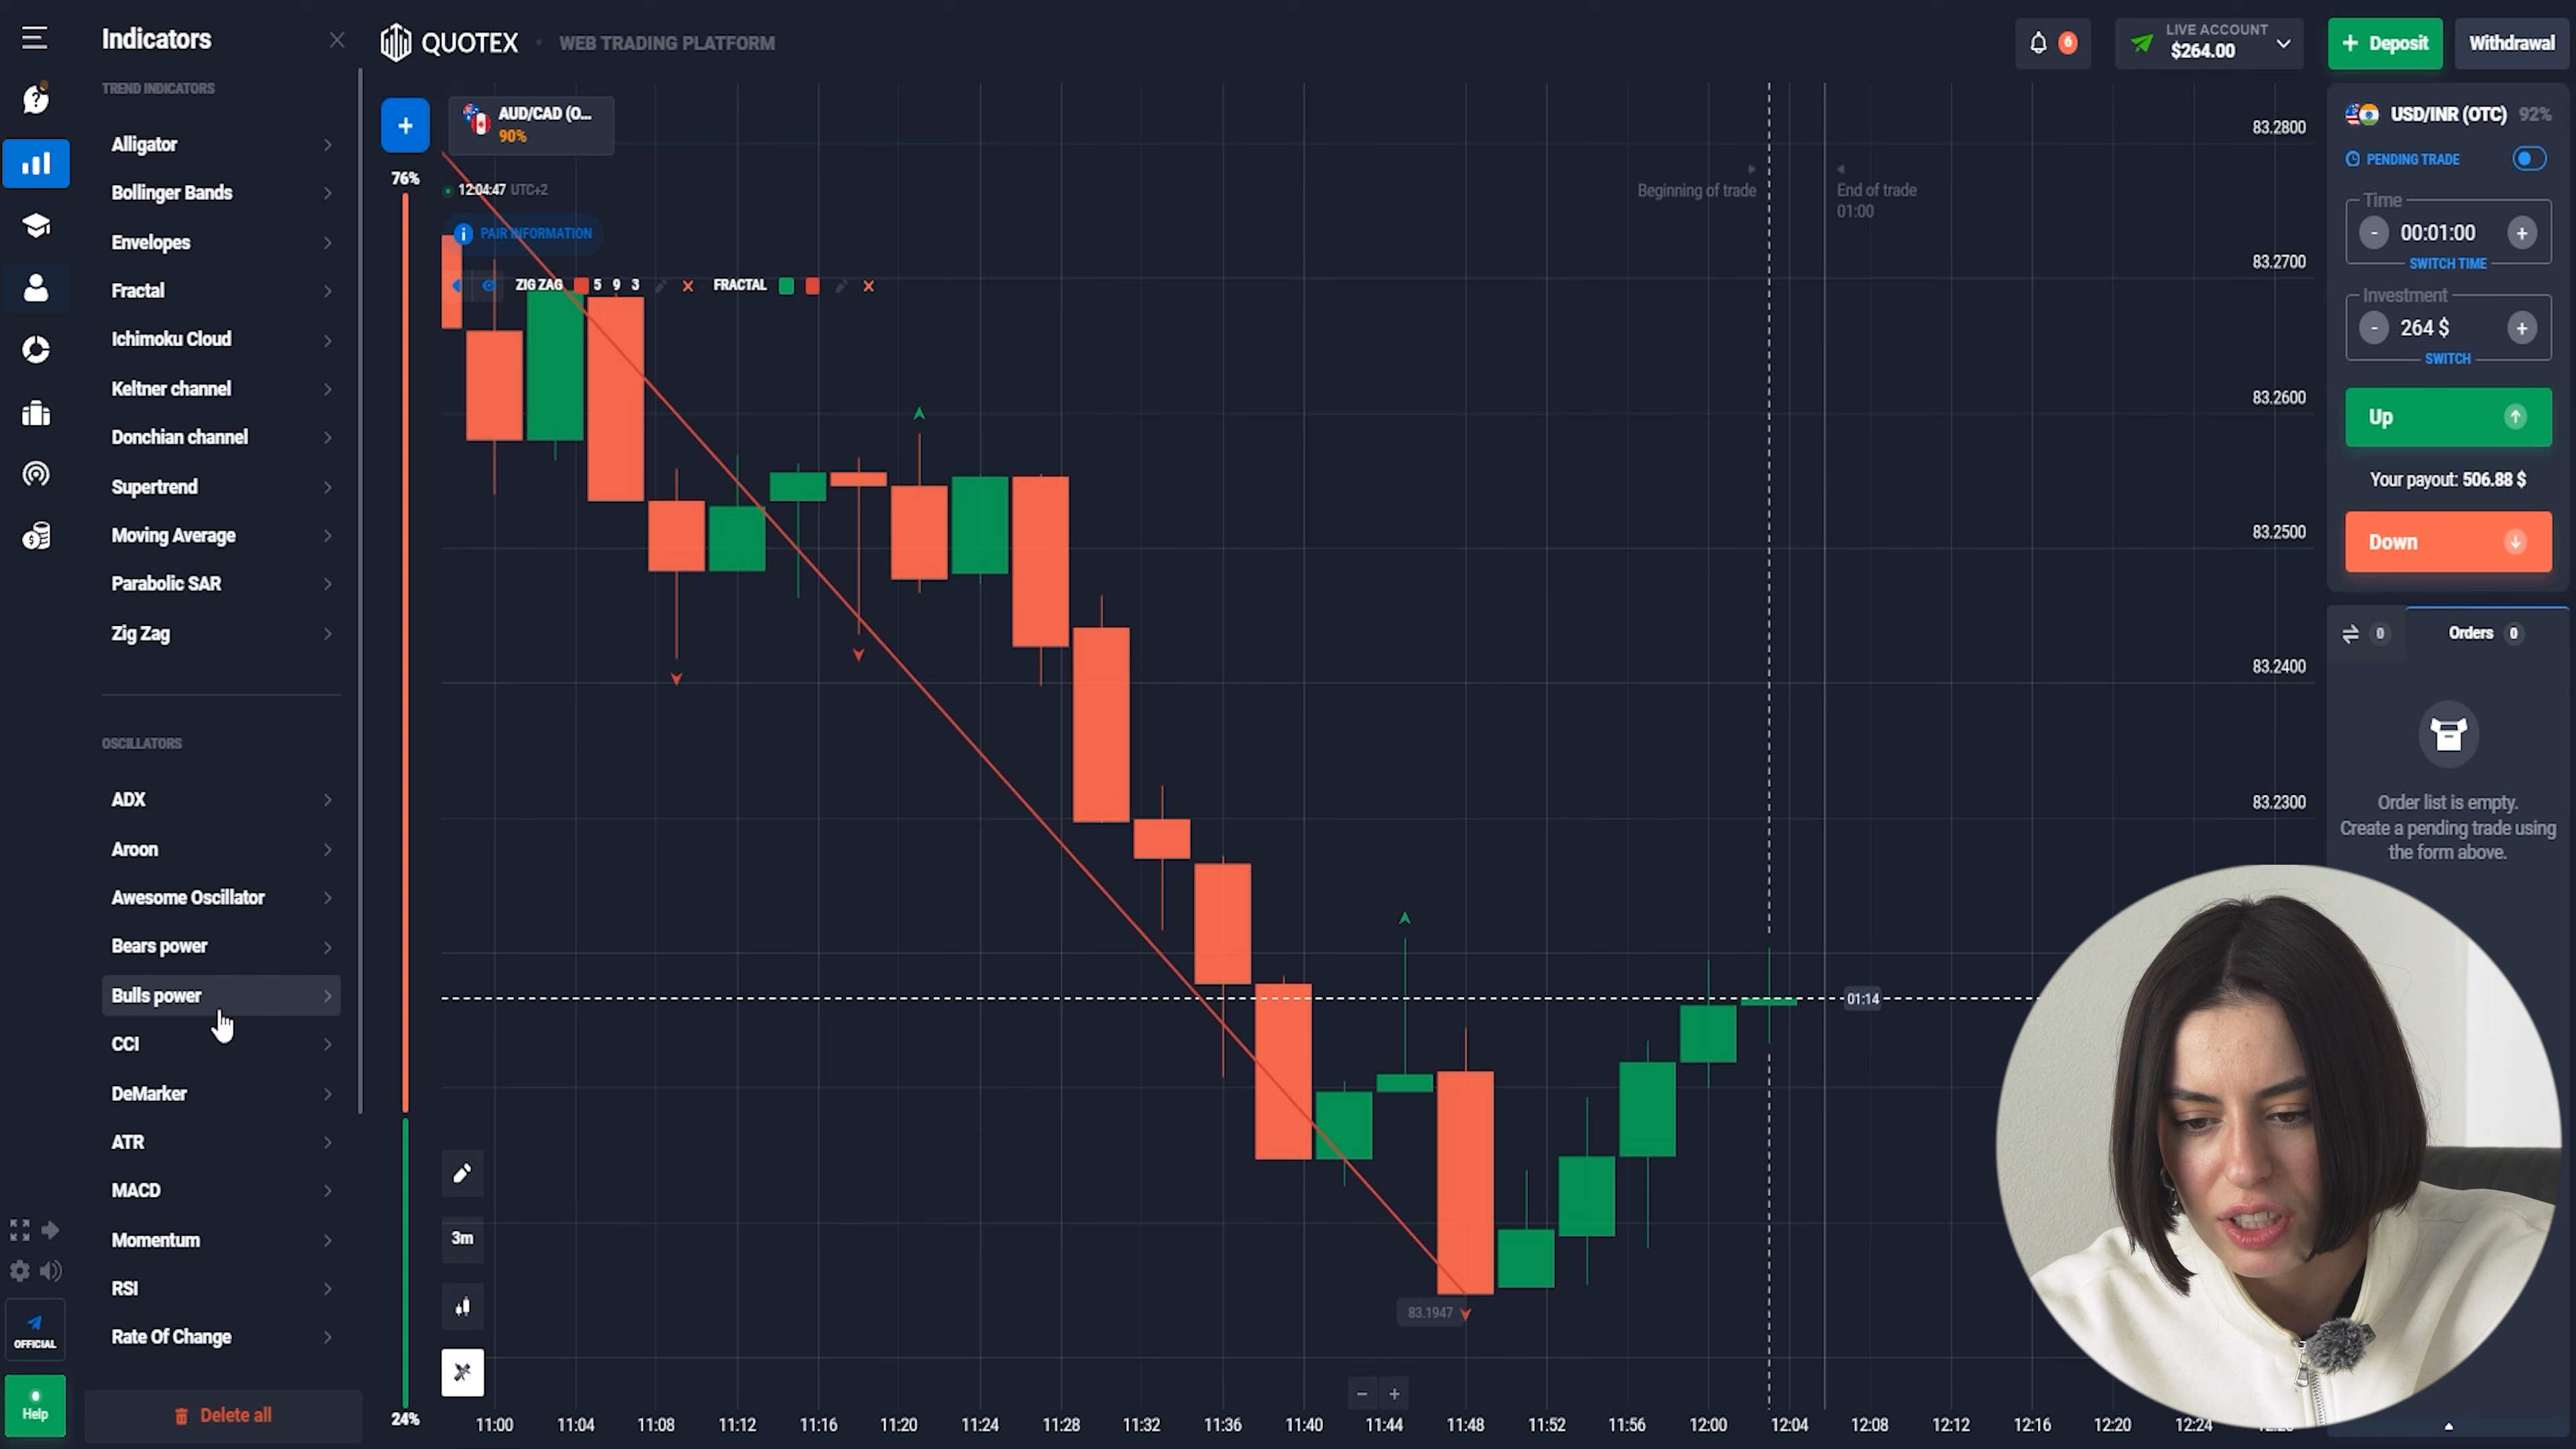 Indicators
TREND INDICATORS
Alligator
Bollinger Bands
Envelopes
Fractal
Ichimoku Cloud
Keltner channel
Donchian channel
Supertrend
Moving Average
Parabolic SAR
Zig Zag
OSCILLATORS
ADX
Aroon
Awesome Oscillator
Bears power
Bulls power
CCI
DeMarker
ATR
MACD
Momentum
RSI
Rate Of Change
Delete all
OFFICIAL
Help
QUOTEX • WEB TRADING PLATFORM
6
LIVE ACCOUNT
$264.00
+ Deposit
Withdrawal
+
AUD/CAD (O...
90%
76%
12:04:47 UTC+2
PAIR INFORMATION
ZIG ZAG 5 9 3 FRACTAL
Beginning of trade
End of trade
01:00
83.2800
83.2700
83.2600
83.2500
83.2400
83.2300
01:14
83.1947
3m
24%
11:00 11:04 11:08 11:12 11:16 11:20 11:24 11:28 11:32 11:36 11:40 11:44 11:48 11:52 11:56 12:00 12:04 12:08 12:12 12:16 12:20 12:24
USD/INR (OTC) 92%
PENDING TRADE
Time
- 00:01:00 +
SWITCH TIME
Investment
- 264 $ +
SWITCH
Up
Your payout: 506.88 $
Down
0
Orders 0
Order list is empty.
Create a pending trade using
the form above.